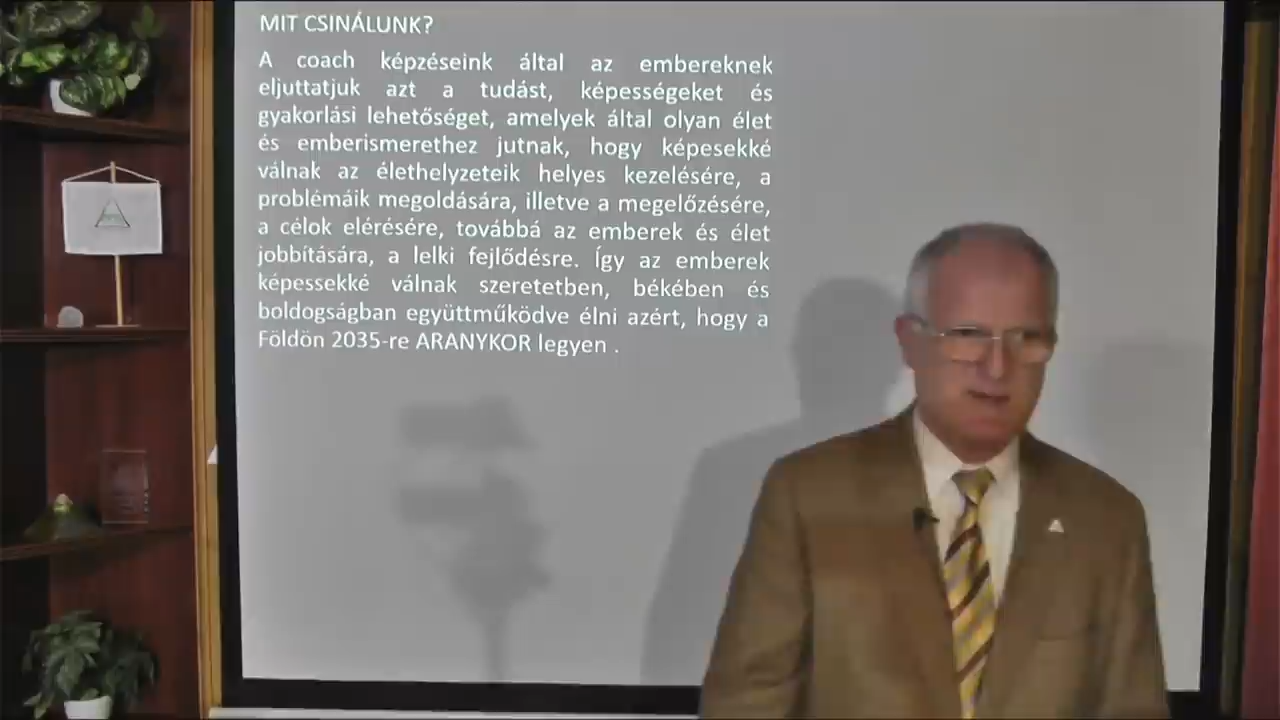 MIT CSINÁLUNK?
A coach képzéseink által az embereknek
eljuttatjuk azt a tudást, képességeket és
gyakorlási lehetőséget, amelyek által olyan élet
és emberismerethez jutnak, hogy képesekké
válnak az élethelyzeteik helyes kezelésére, a
problémáik megoldására, illetve a megelőzésére,
a célok elérésére, továbbá az emberek és élet
jobbítására, a lelki fejlődésre. Így az emberek
képessekké válnak szeretetben, békében és
boldogságban együttműködve élni azért, hogy a
Földön 2035-re ARANYKOR legyen .